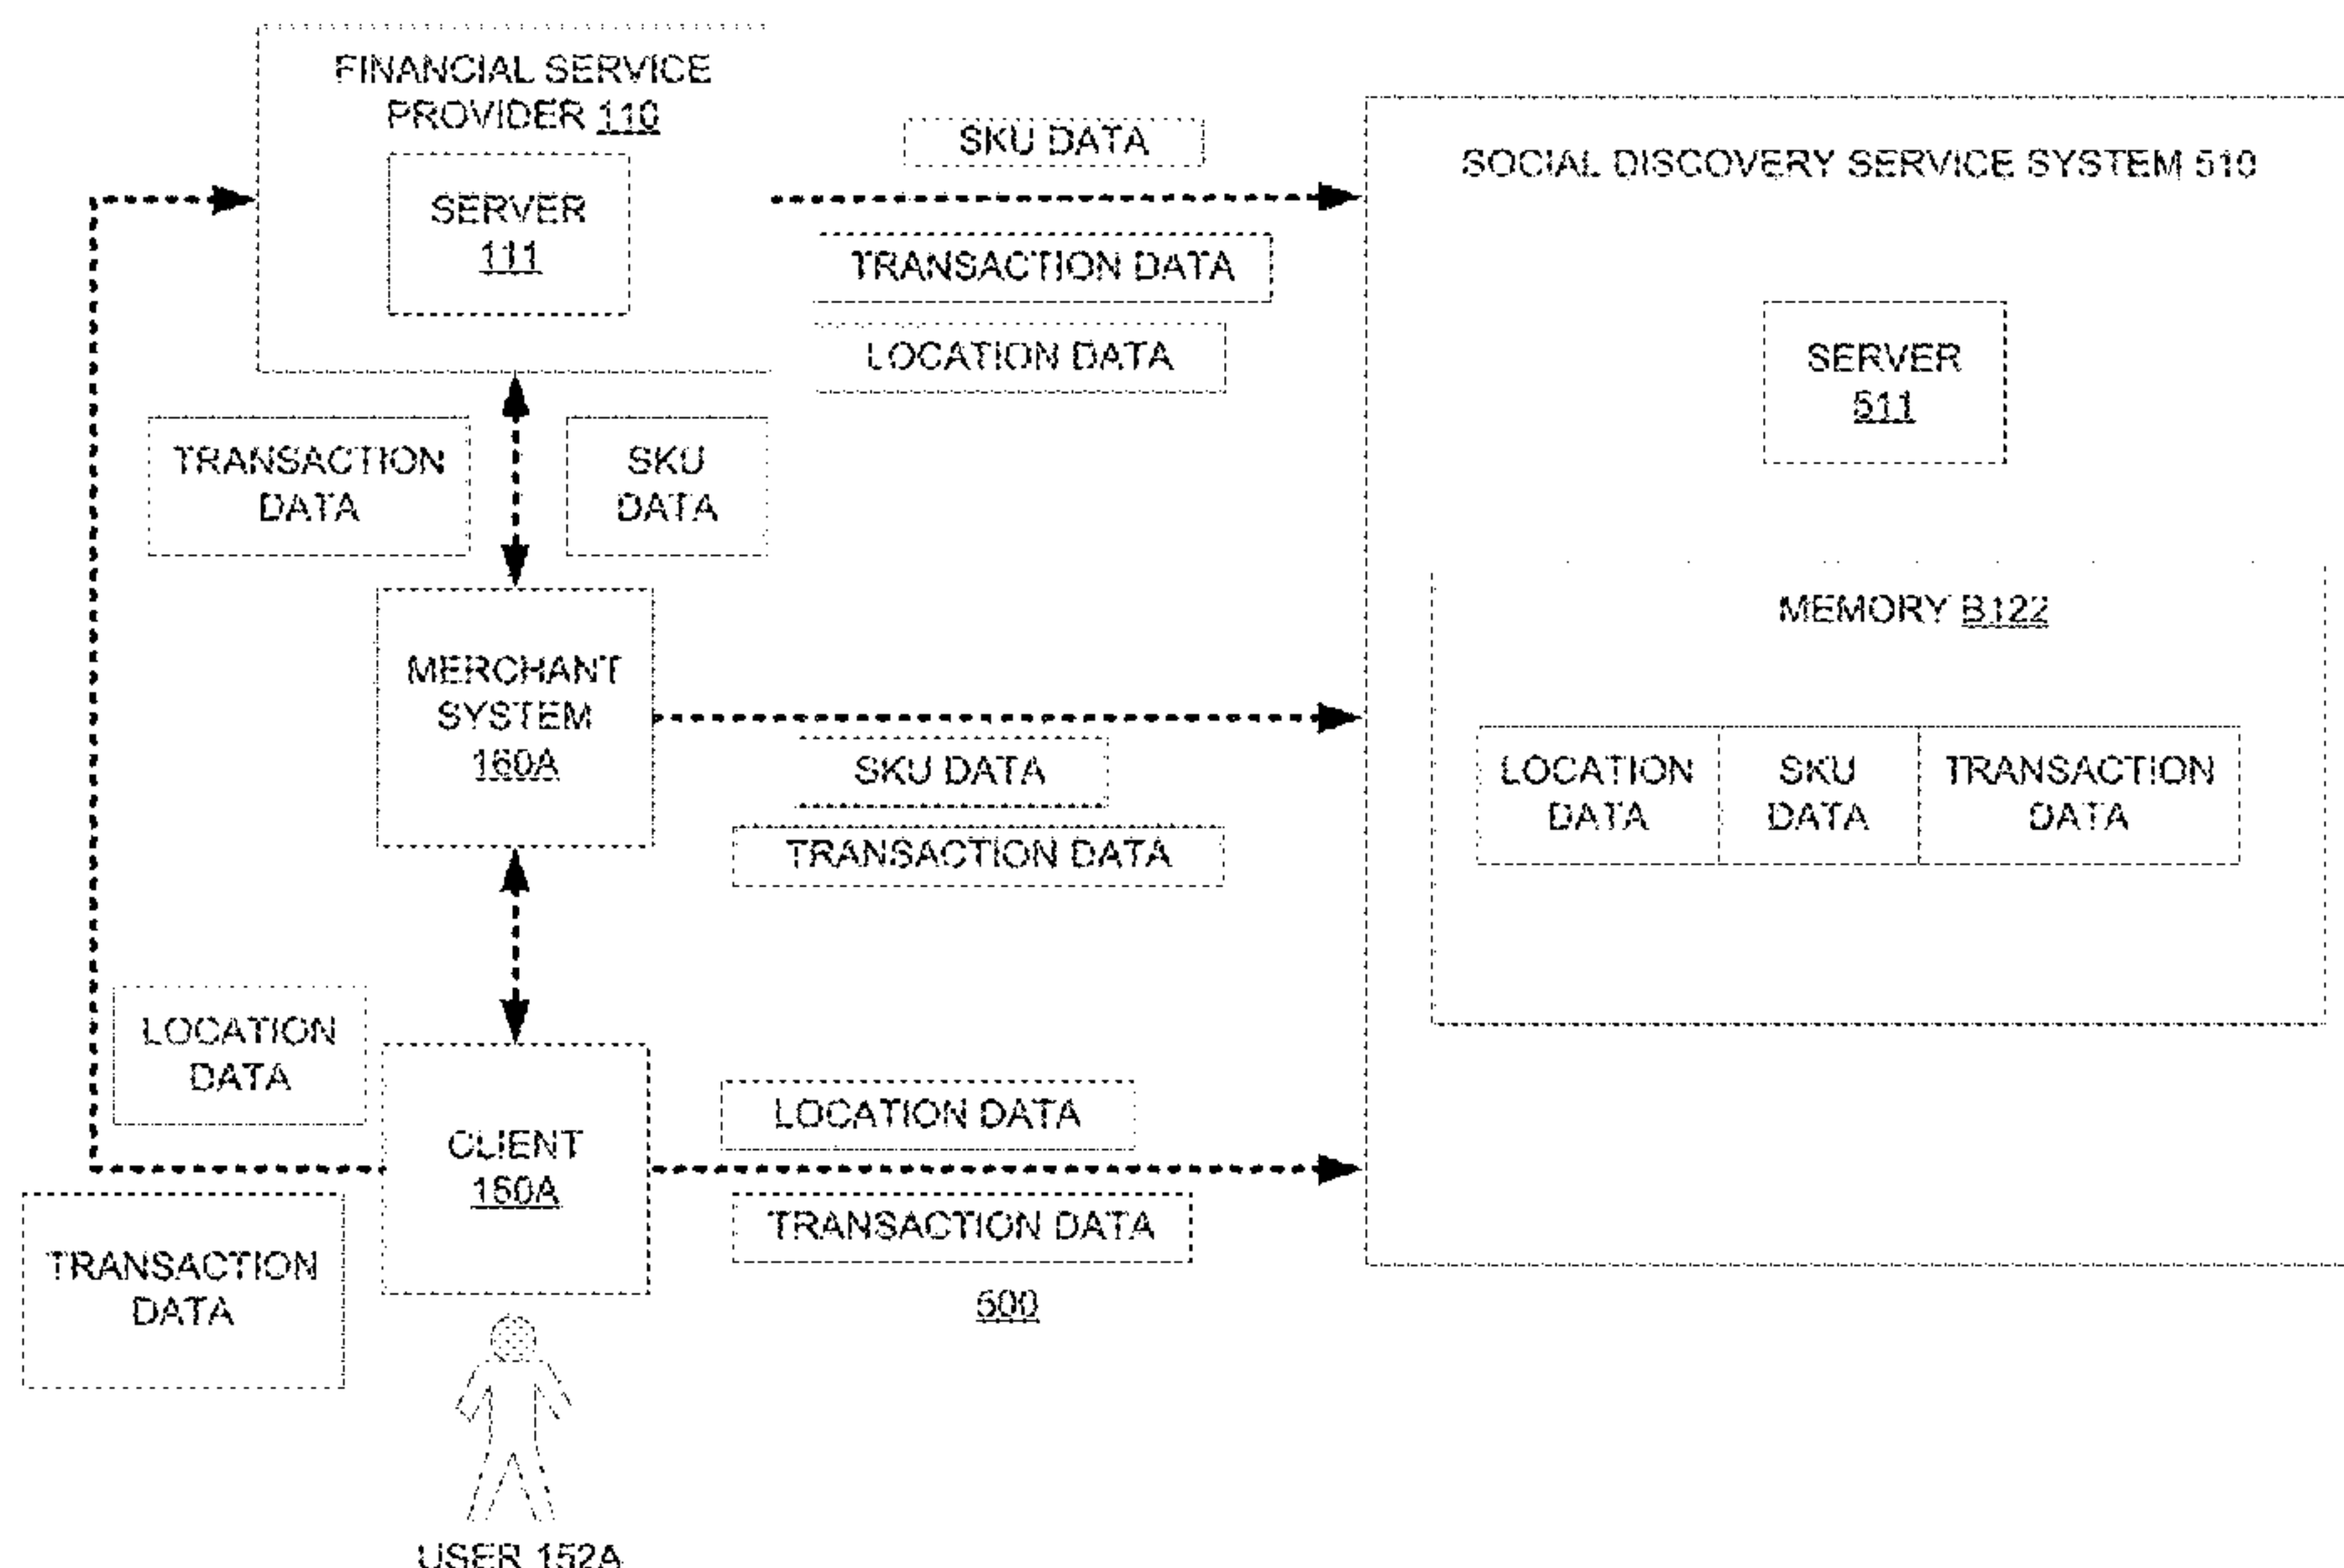 FINANCIAL SERVICE
PROVIDER 110
SERVER
111
SKU DATA
TRANSACTION DATA
LOCATION DATA
SOCIAL DISCOVERY SERVICE SYSTEM 510
SERVER
511
TRANSACTION
DATA
SKU
DATA
MEMORY B122
LOCATION
DATA
SKU
DATA
TRANSACTION
DATA
MERCHANT
SYSTEM
160A
SKU DATA
TRANSACTION DATA
LOCATION
DATA
CLIENT
150A
LOCATION DATA
TRANSACTION DATA
TRANSACTION
DATA
500
USER 152A